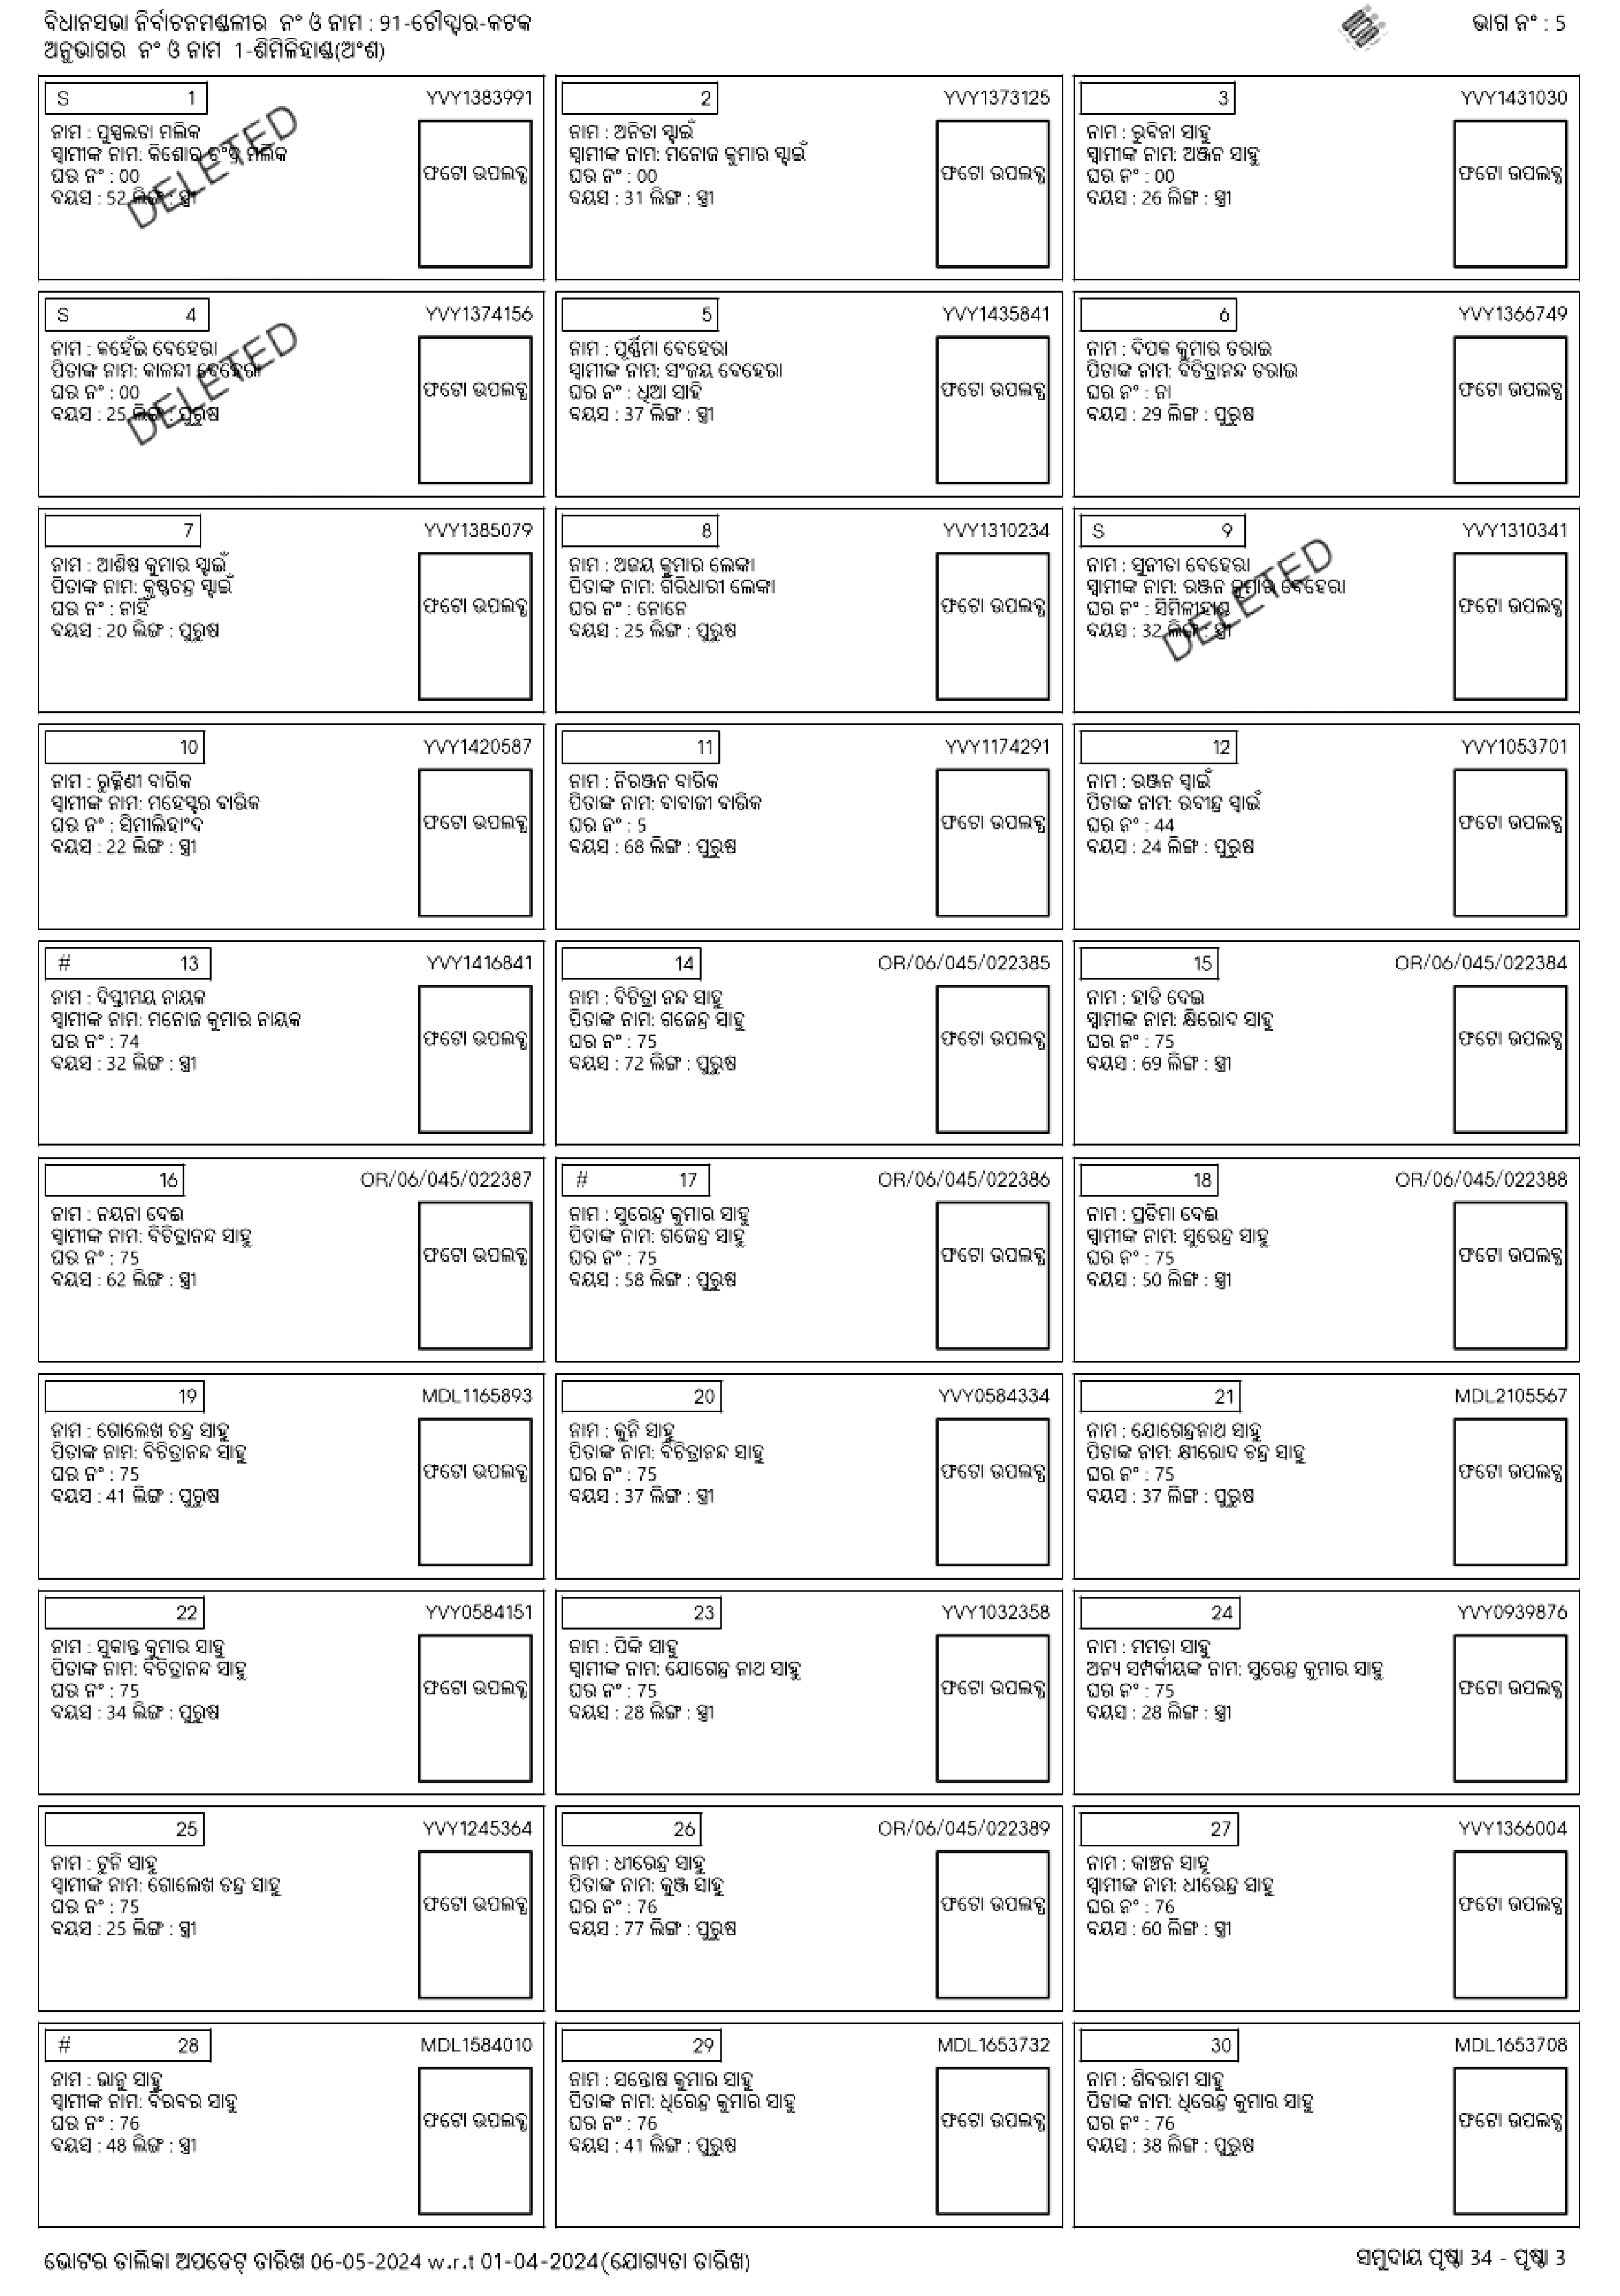 ବିଧାନସଭା ନିର୍ବାଚନମଣ୍ଡଳୀର ନଂ ଓ ନାମ : 91-ଚୌଦ୍ୱାର-କଟକ
ଅନୁଭାଗର ନଂ ଓ ନାମ 1-ଶିମିଳିହାଣ୍ଡ(ଅଂଶ)
ଭାଗ ନଂ : 5
S 1 YVY1383991
ନାମ : ପୁଷ୍ପଲତା ମଲିକ
ସ୍ଵାମୀଙ୍କ ନାମ: କିଶୋର ଚଂଦ୍ର ମଲିକ
ଘର ନଂ : 00
ବୟସ : 52 ଲିଙ୍ଗ : ସ୍ତ୍ରୀ
ଫଟୋ ଉପଲବ୍ଧ
DELETED
2 YVY1373125
ନାମ : ଅନିତା ସ୍ବାଇଁ
ସ୍ଵାମୀଙ୍କ ନାମ: ମନୋଜ କୁମାର ସ୍ବାଇଁ
ଘର ନଂ : 00
ବୟସ : 31 ଲିଙ୍ଗ : ସ୍ତ୍ରୀ
ଫଟୋ ଉପଲବ୍ଧ
3 YVY1431030
ନାମ : ରୁବିନା ସାହୁ
ସ୍ଵାମୀଙ୍କ ନାମ: ଅଞ୍ଜନ ସାହୁ
ଘର ନଂ : 00
ବୟସ : 26 ଲିଙ୍ଗ : ସ୍ତ୍ରୀ
ଫଟୋ ଉପଲବ୍ଧ
S 4 YVY1374156
ନାମ : କହେଁଇ ବେହେରା
ପିତାଙ୍କ ନାମ: କାଳନ୍ଦୀ ବେହେରା
ଘର ନଂ : 00
ବୟସ : 25 ଲିଙ୍ଗ : ପୁରୁଷ
ଫଟୋ ଉପଲବ୍ଧ
DELETED
5 YVY1435841
ନାମ : ପୂର୍ଣ୍ଣିମା ବେହେରା
ସ୍ଵାମୀଙ୍କ ନାମ: ସଂଜୟ ବେହେରା
ଘର ନଂ : ଧୂଆ ସାହି
ବୟସ : 37 ଲିଙ୍ଗ : ସ୍ତ୍ରୀ
ଫଟୋ ଉପଲବ୍ଧ
6 YVY1366749
ନାମ : ଦିପକ କୁମାର ତରାଇ
ପିତାଙ୍କ ନାମ: ବିଚିତ୍ରାନନ୍ଦ ତରାଇ
ଘର ନଂ : ନା
ବୟସ : 29 ଲିଙ୍ଗ : ପୁରୁଷ
ଫଟୋ ଉପଲବ୍ଧ
7 YVY1385079
ନାମ : ଆଶିଷ କୁମାର ସ୍ବାଇଁ
ପିତାଙ୍କ ନାମ: କୃଷ୍ଣଚନ୍ଦ୍ର ସ୍ବାଇଁ
ଘର ନଂ : ନାହିଁ
ବୟସ : 20 ଲିଙ୍ଗ : ପୁରୁଷ
ଫଟୋ ଉପଲବ୍ଧ
8 YVY1310234
ନାମ : ଅଜୟ କୁମାର ଲେଙ୍କା
ପିତାଙ୍କ ନାମ: ଗିରିଧାରୀ ଲେଙ୍କା
ଘର ନଂ : ନୋନେ
ବୟସ : 25 ଲିଙ୍ଗ : ପୁରୁଷ
ଫଟୋ ଉପଲବ୍ଧ
S 9 YVY1310341
ନାମ : ସୁନୀତା ବେହେରା
ସ୍ଵାମୀଙ୍କ ନାମ: ରଞ୍ଜନ କୁମାର ବେହେରା
ଘର ନଂ : ସିମିଳୀହାଣ୍ଡ
ବୟସ : 32 ଲିଙ୍ଗ : ସ୍ତ୍ରୀ
ଫଟୋ ଉପଲବ୍ଧ
DELETED
10 YVY1420587
ନାମ : ରୁକ୍ମିଣୀ ବାରିକ
ସ୍ଵାମୀଙ୍କ ନାମ: ମହେସ୍ବର ବାରିକ
ଘର ନଂ : ସିମୀଲିହାଂଦ
ବୟସ : 22 ଲିଙ୍ଗ : ସ୍ତ୍ରୀ
ଫଟୋ ଉପଲବ୍ଧ
11 YVY1174291
ନାମ : ନିରଞ୍ଜନ ବାରିକ
ପିତାଙ୍କ ନାମ: ବାବାଜୀ ବାରିକ
ଘର ନଂ : 5
ବୟସ : 68 ଲିଙ୍ଗ : ପୁରୁଷ
ଫଟୋ ଉପଲବ୍ଧ
12 YVY1053701
ନାମ : ରଞ୍ଜନ ସ୍ଵାଇଁ
ପିତାଙ୍କ ନାମ: ରବୀନ୍ଦ୍ର ସ୍ଵାଇଁ
ଘର ନଂ : 44
ବୟସ : 24 ଲିଙ୍ଗ : ପୁରୁଷ
ଫଟୋ ଉପଲବ୍ଧ
# 13 YVY1416841
ନାମ : ଦିପ୍ତୀମୟ ନାୟକ
ସ୍ଵାମୀଙ୍କ ନାମ: ମନୋଜ କୁମାର ନାୟକ
ଘର ନଂ : 74
ବୟସ : 32 ଲିଙ୍ଗ : ସ୍ତ୍ରୀ
ଫଟୋ ଉପଲବ୍ଧ
14 OR/06/045/022385
ନାମ : ବିଚିତ୍ରା ନନ୍ଦ ସାହୁ
ପିତାଙ୍କ ନାମ: ଗଜେନ୍ଦ୍ର ସାହୁ
ଘର ନଂ : 75
ବୟସ : 72 ଲିଙ୍ଗ : ପୁରୁଷ
ଫଟୋ ଉପଲବ୍ଧ
15 OR/06/045/022384
ନାମ : ହାଡି ଦେଇ
ସ୍ଵାମୀଙ୍କ ନାମ: କ୍ଷିରୋଦ ସାହୁ
ଘର ନଂ : 75
ବୟସ : 69 ଲିଙ୍ଗ : ସ୍ତ୍ରୀ
ଫଟୋ ଉପଲବ୍ଧ
16 OR/06/045/022387
ନାମ : ନୟନା ଦେଈ
ସ୍ଵାମୀଙ୍କ ନାମ: ବିଚିତ୍ରାନନ୍ଦ ସାହୁ
ଘର ନଂ : 75
ବୟସ : 62 ଲିଙ୍ଗ : ସ୍ତ୍ରୀ
ଫଟୋ ଉପଲବ୍ଧ
# 17 OR/06/045/022386
ନାମ : ସୁରେନ୍ଦ୍ର କୁମାର ସାହୁ
ପିତାଙ୍କ ନାମ: ଗଜେନ୍ଦ୍ର ସାହୁ
ଘର ନଂ : 75
ବୟସ : 58 ଲିଙ୍ଗ : ପୁରୁଷ
ଫଟୋ ଉପଲବ୍ଧ
18 OR/06/045/022388
ନାମ : ପ୍ରତିମା ଦେଈ
ସ୍ଵାମୀଙ୍କ ନାମ: ସୁରେନ୍ଦ୍ର ସାହୁ
ଘର ନଂ : 75
ବୟସ : 50 ଲିଙ୍ଗ : ସ୍ତ୍ରୀ
ଫଟୋ ଉପଲବ୍ଧ
19 MDL1165893
ନାମ : ଗୋଲେଖ ଚନ୍ଦ୍ର ସାହୁ
ପିତାଙ୍କ ନାମ: ବିଚିତ୍ରାନନ୍ଦ ସାହୁ
ଘର ନଂ : 75
ବୟସ : 41 ଲିଙ୍ଗ : ପୁରୁଷ
ଫଟୋ ଉପଲବ୍ଧ
20 YVY0584334
ନାମ : କୁନି ସାହୁ
ପିତାଙ୍କ ନାମ: ବିଚିତ୍ରାନନ୍ଦ ସାହୁ
ଘର ନଂ : 75
ବୟସ : 37 ଲିଙ୍ଗ : ସ୍ତ୍ରୀ
ଫଟୋ ଉପଲବ୍ଧ
21 MDL2105567
ନାମ : ଯୋଗେନ୍ଦ୍ରନାଥ ସାହୁ
ପିତାଙ୍କ ନାମ: କ୍ଷୀରୋଦ ଚନ୍ଦ୍ର ସାହୁ
ଘର ନଂ : 75
ବୟସ : 37 ଲିଙ୍ଗ : ପୁରୁଷ
ଫଟୋ ଉପଲବ୍ଧ
22 YVY0584151
ନାମ : ସୁକାନ୍ତ କୁମାର ସାହୁ
ପିତାଙ୍କ ନାମ: ବିଚିତ୍ରାନନ୍ଦ ସାହୁ
ଘର ନଂ : 75
ବୟସ : 34 ଲିଙ୍ଗ : ପୁରୁଷ
ଫଟୋ ଉପଲବ୍ଧ
23 YVY1032358
ନାମ : ପିଙ୍କି ସାହୁ
ସ୍ଵାମୀଙ୍କ ନାମ: ଯୋଗେନ୍ଦ୍ର ନାଥ ସାହୁ
ଘର ନଂ : 75
ବୟସ : 28 ଲିଙ୍ଗ : ସ୍ତ୍ରୀ
ଫଟୋ ଉପଲବ୍ଧ
24 YVY0939876
ନାମ : ମମତା ସାହୁ
ଅନ୍ୟ ସମ୍ପର୍କୀୟଙ୍କ ନାମ: ସୁରେନ୍ଦ୍ର କୁମାର ସାହୁ
ଘର ନଂ : 75
ବୟସ : 28 ଲିଙ୍ଗ : ସ୍ତ୍ରୀ
ଫଟୋ ଉପଲବ୍ଧ
25 YVY1245364
ନାମ : ଟୁନି ସାହୁ
ସ୍ଵାମୀଙ୍କ ନାମ: ଗୋଲେଖ ଚନ୍ଦ୍ର ସାହୁ
ଘର ନଂ : 75
ବୟସ : 25 ଲିଙ୍ଗ : ସ୍ତ୍ରୀ
ଫଟୋ ଉପଲବ୍ଧ
26 OR/06/045/022389
ନାମ : ଧୀରେନ୍ଦ୍ର ସାହୁ
ପିତାଙ୍କ ନାମ: କୁଞ୍ଜ ସାହୁ
ଘର ନଂ : 76
ବୟସ : 77 ଲିଙ୍ଗ : ପୁରୁଷ
ଫଟୋ ଉପଲବ୍ଧ
27 YVY1366004
ନାମ : କାଞ୍ଚନ ସାହୂ
ସ୍ଵାମୀଙ୍କ ନାମ: ଧୀରେନ୍ଦ୍ର ସାହୁ
ଘର ନଂ : 76
ବୟସ : 60 ଲିଙ୍ଗ : ସ୍ତ୍ରୀ
ଫଟୋ ଉପଲବ୍ଧ
# 28 MDL1584010
ନାମ : ଭାନୁ ସାହୁ
ସ୍ଵାମୀଙ୍କ ନାମ: ବିରବର ସାହୁ
ଘର ନଂ : 76
ବୟସ : 48 ଲିଙ୍ଗ : ସ୍ତ୍ରୀ
ଫଟୋ ଉପଲବ୍ଧ
29 MDL1653732
ନାମ : ସନ୍ତୋଷ କୁମାର ସାହୁ
ପିତାଙ୍କ ନାମ: ଧିରେନ୍ଦ୍ର କୁମାର ସାହୁ
ଘର ନଂ : 76
ବୟସ : 41 ଲିଙ୍ଗ : ପୁରୁଷ
ଫଟୋ ଉପଲବ୍ଧ
30 MDL1653708
ନାମ : ଶିବରାମ ସାହୁ
ପିତାଙ୍କ ନାମ: ଧିରେନ୍ଦ୍ର କୁମାର ସାହୁ
ଘର ନଂ : 76
ବୟସ : 38 ଲିଙ୍ଗ : ପୁରୁଷ
ଫଟୋ ଉପଲବ୍ଧ
ଭୋଟର ତାଲିକା ଅପଡେଟ୍ ତାରିଖ 06-05-2024 w.r.t 01-04-2024(ଯୋଗ୍ୟତା ତାରିଖ)
ସମୁଦାୟ ପୃଷ୍ଠା 34 - ପୃଷ୍ଠା 3